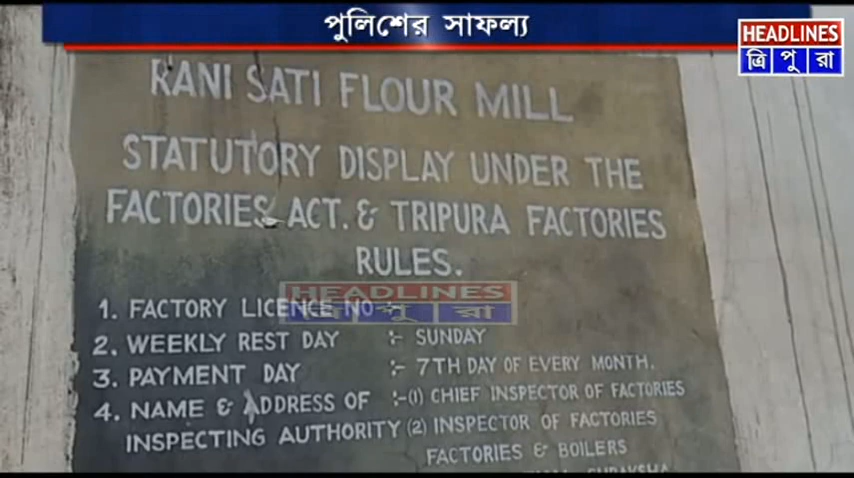 পুলিশের সাফল্য
HEADLINES
ত্রি পু রা
RANI SATI FLOUR MILL
STATUTORY DISPLAY UNDER THE
FACTORIES ACT. & TRIPURA FACTORIES
RULES.
HEADLINES
ত্রি পু রা
1. FACTORY LICENCE NO
2. WEEKLY REST DAY :- SUNDAY
3. PAYMENT DAY :- 7TH DAY OF EVERY MONTH.
4. NAME & ADDRESS OF :-(1) CHIEF INSPECTOR OF FACTORIES
INSPECTING AUTHORITY (2) INSPECTOR OF FACTORIES
FACTORIES & BOILERS
SURAKSHA